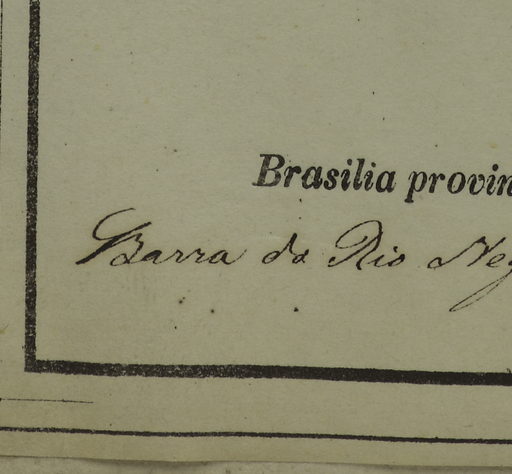 Brasilia provin
Barra do Rio Neg